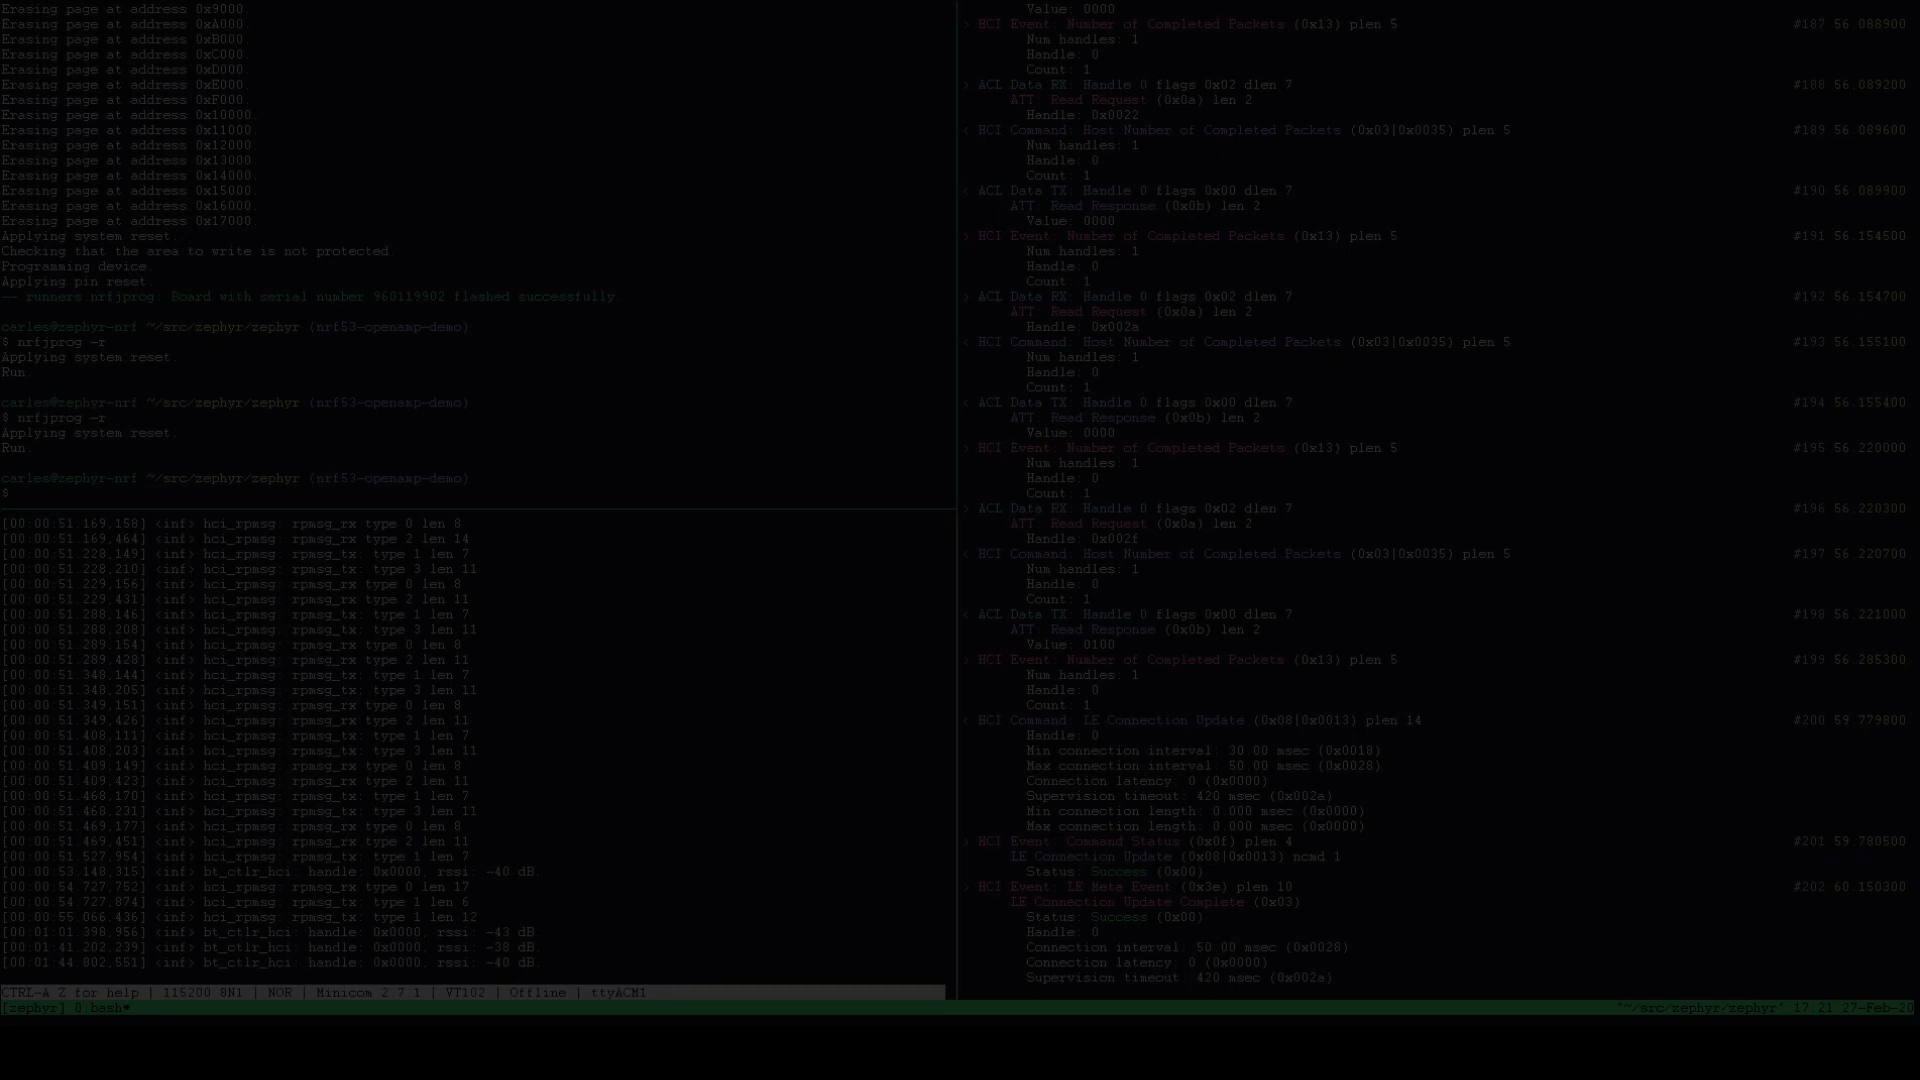 Erasing page at address 0x9000.
Erasing page at address 0xA000.
Erasing page at address 0xB000.
Erasing page at address 0xC000.
Erasing page at address 0xD000.
Erasing page at address 0xE000.
Erasing page at address 0xF000.
Erasing page at address 0x10000.
Erasing page at address 0x11000.
Erasing page at address 0x12000.
Erasing page at address 0x13000.
Erasing page at address 0x14000.
Erasing page at address 0x15000.
Erasing page at address 0x16000.
Erasing page at address 0x17000.
Applying system reset.
Checking that the area to write is not protected.
Programming device.
Applying pin reset.
-- runners.nrfjprog: Board with serial number 960119902 flashed successfully.
carles@zephyr-nrf ~/src/zephyr/zephyr (nrf53-openamp-demo)
$ nrfjprog -r
Applying system reset.
Run.
carles@zephyr-nrf ~/src/zephyr/zephyr (nrf53-openamp-demo)
$ nrfjprog -r
Applying system reset.
Run.
carles@zephyr-nrf ~/src/zephyr/zephyr (nrf53-openamp-demo)
$
[00:00:51.169,158] <inf> hci_rpmsg: rpmsg_rx type 0 len 8
[00:00:51.169,464] <inf> hci_rpmsg: rpmsg_rx type 2 len 14
[00:00:51.228,149] <inf> hci_rpmsg: rpmsg_tx: type 1 len 7
[00:00:51.228,210] <inf> hci_rpmsg: rpmsg_tx: type 3 len 11
[00:00:51.229,156] <inf> hci_rpmsg: rpmsg_rx type 0 len 8
[00:00:51.229,431] <inf> hci_rpmsg: rpmsg_rx type 2 len 11
[00:00:51.288,146] <inf> hci_rpmsg: rpmsg_tx: type 1 len 7
[00:00:51.288,208] <inf> hci_rpmsg: rpmsg_tx: type 3 len 11
[00:00:51.289,154] <inf> hci_rpmsg: rpmsg_rx type 0 len 8
[00:00:51.289,428] <inf> hci_rpmsg: rpmsg_rx type 2 len 11
[00:00:51.348,144] <inf> hci_rpmsg: rpmsg_tx: type 1 len 7
[00:00:51.348,205] <inf> hci_rpmsg: rpmsg_tx: type 3 len 11
[00:00:51.349,151] <inf> hci_rpmsg: rpmsg_rx type 0 len 8
[00:00:51.349,426] <inf> hci_rpmsg: rpmsg_rx type 2 len 11
[00:00:51.408,111] <inf> hci_rpmsg: rpmsg_tx: type 1 len 7
[00:00:51.408,203] <inf> hci_rpmsg: rpmsg_tx: type 3 len 11
[00:00:51.409,149] <inf> hci_rpmsg: rpmsg_rx type 0 len 8
[00:00:51.409,423] <inf> hci_rpmsg: rpmsg_rx type 2 len 11
[00:00:51.468,170] <inf> hci_rpmsg: rpmsg_tx: type 1 len 7
[00:00:51.468,231] <inf> hci_rpmsg: rpmsg_tx: type 3 len 11
[00:00:51.469,177] <inf> hci_rpmsg: rpmsg_rx type 0 len 8
[00:00:51.469,451] <inf> hci_rpmsg: rpmsg_rx type 2 len 11
[00:00:51.527,954] <inf> hci_rpmsg: rpmsg_tx: type 1 len 7
[00:00:53.148,315] <inf> bt_ctlr_hci: handle: 0x0000, rssi: -40 dB.
[00:00:54.727,752] <inf> hci_rpmsg: rpmsg_rx type 0 len 17
[00:00:54.727,874] <inf> hci_rpmsg: rpmsg_tx: type 1 len 6
[00:00:55.066,436] <inf> hci_rpmsg: rpmsg_tx: type 1 len 12
[00:01:01.398,956] <inf> bt_ctlr_hci: handle: 0x0000, rssi: -43 dB.
[00:01:41.202,239] <inf> bt_ctlr_hci: handle: 0x0000, rssi: -38 dB.
[00:01:44.802,551] <inf> bt_ctlr_hci: handle: 0x0000, rssi: -40 dB.
CTRL-A Z for help | 115200 8N1 | NOR | Minicom 2.7.1 | VT102 | Offline | ttyACM1
Value: 0000
> HCI Event: Number of Completed Packets (0x13) plen 5 #187 56.088900
Num handles: 1
Handle: 0
Count: 1
> ACL Data RX: Handle 0 flags 0x02 dlen 7 #188 56.089200
ATT: Read Request (0x0a) len 2
Handle: 0x0022
< HCI Command: Host Number of Completed Packets (0x03|0x0035) plen 5 #189 56.089600
Num handles: 1
Handle: 0
Count: 1
< ACL Data TX: Handle 0 flags 0x00 dlen 7 #190 56.089900
ATT: Read Response (0x0b) len 2
Value: 0000
> HCI Event: Number of Completed Packets (0x13) plen 5 #191 56.154500
Num handles: 1
Handle: 0
Count: 1
> ACL Data RX: Handle 0 flags 0x02 dlen 7 #192 56.154700
ATT: Read Request (0x0a) len 2
Handle: 0x002a
< HCI Command: Host Number of Completed Packets (0x03|0x0035) plen 5 #193 56.155100
Num handles: 1
Handle: 0
Count: 1
< ACL Data TX: Handle 0 flags 0x00 dlen 7 #194 56.155400
ATT: Read Response (0x0b) len 2
Value: 0000
> HCI Event: Number of Completed Packets (0x13) plen 5 #195 56.220000
Num handles: 1
Handle: 0
Count: 1
> ACL Data RX: Handle 0 flags 0x02 dlen 7 #196 56.220300
ATT: Read Request (0x0a) len 2
Handle: 0x002f
< HCI Command: Host Number of Completed Packets (0x03|0x0035) plen 5 #197 56.220700
Num handles: 1
Handle: 0
Count: 1
< ACL Data TX: Handle 0 flags 0x00 dlen 7 #198 56.221000
ATT: Read Response (0x0b) len 2
Value: 0100
> HCI Event: Number of Completed Packets (0x13) plen 5 #199 56.285300
Num handles: 1
Handle: 0
Count: 1
< HCI Command: LE Connection Update (0x08|0x0013) plen 14 #200 59.779800
Handle: 0
Min connection interval: 30.00 msec (0x0018)
Max connection interval: 50.00 msec (0x0028)
Connection latency: 0 (0x0000)
Supervision timeout: 420 msec (0x002a)
Min connection length: 0.000 msec (0x0000)
Max connection length: 0.000 msec (0x0000)
> HCI Event: Command Status (0x0f) plen 4 #201 59.780500
LE Connection Update (0x08|0x0013) ncmd 1
Status: Success (0x00)
> HCI Event: LE Meta Event (0x3e) plen 10 #202 60.150300
LE Connection Update Complete (0x03)
Status: Success (0x00)
Handle: 0
Connection interval: 50.00 msec (0x0028)
Connection latency: 0 (0x0000)
Supervision timeout: 420 msec (0x002a)
[zephyr] 0:bash* "~/src/zephyr/zephyr" 17:21 27-Feb-20